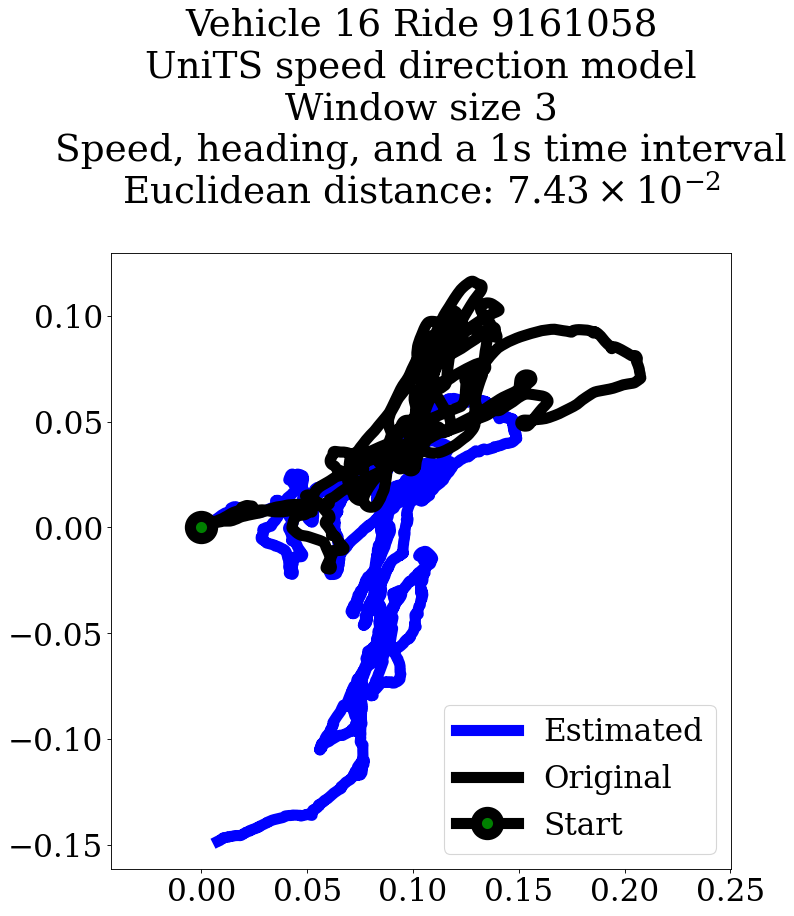 Vehicle 16 Ride 9161058
UniTS speed direction model
Window size 3
Speed, heading, and a 1s time interval
Euclidean distance: 7.43 × 10⁻²
0.10
0.05
0.00
−0.05
−0.10
−0.15
Estimated
Original
Start
0.00 0.05 0.10 0.15 0.20 0.25